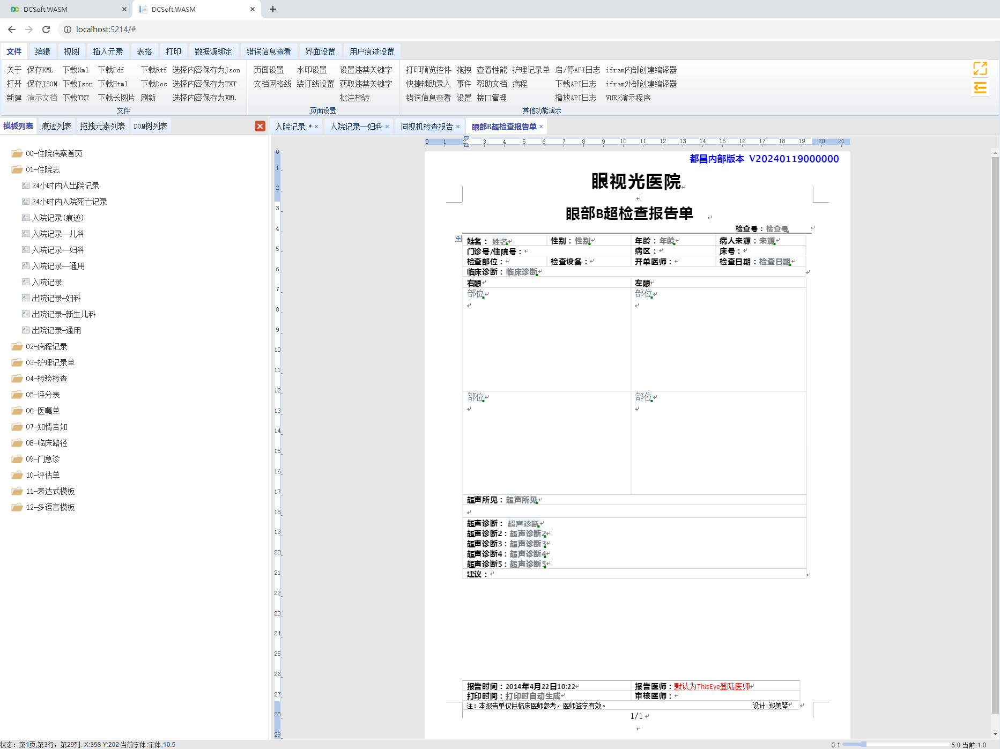 DCSoft.WASM
DCSoft.WASM
localhost:5214/#
文件 编辑 视图 插入元素 表格 打印 数据源绑定 错误信息查看 界面设置 用户痕迹设置
关于 保存XML 下载Xml 下载Pdf 下载Rtf 选择内容保存为Json 页面设置 水印设置 设置违禁关键字 打印预览控件 拖拽 查看性能 护理记录单 启/停API日志 ifram内部创建编译器
打开 保存JSON 下载Json 下载Html 下载Doc 选择内容保存为TXT 文档网格线 装订线设置 获取违禁关键字 快捷辅助录入 事件 帮助文档 病程 下载API日志 ifram外部创建编译器
新建 演示文档 下载TXT 下载长图片 刷新 选择内容保存为XML 批注校验 错误信息查看 设置 接口管理 播放API日志 VUE2演示程序
文件 页面设置 其他功能演示
模板列表 痕迹列表 拖拽元素列表 DOM树列表
00-住院病案首页
01-住院志
24小时内入出院记录
24小时内入院死亡记录
入院记录(痕迹)
入院记录—儿科
入院记录—妇科
入院记录—通用
入院记录
出院记录-妇科
出院记录-新生儿科
出院记录-通用
02-病程记录
03-护理记录单
04-检验检查
05-评分表
06-医嘱单
07-知情告知
08-临床路径
09-门急诊
10-评估单
11-表达式模板
12-多语言模板
入院记录 * × 入院记录—妇科 × 同视机检查报告 × 眼部B超检查报告单 ×
0 1 2 3 4 5 6 7 8 9 10 11 12 13 14 15 16 17 18 19 20 21
0
1
2
3
4
5
6
7
8
9
10
11
12
13
14
15
16
17
18
19
20
21
22
23
24
25
26
27
28
29
都昌内部版本 V20240119000000
眼视光医院
眼部B超检查报告单
检查号：检查号
姓名： 姓名 性别：性别 年龄：年龄 病人来源：来源
门诊号/住院号： 病区： 床号：
检查部位： 检查设备： 开单医师： 检查日期：检查日期
临床诊断：临床诊断
右眼 左眼
部位 部位
部位 部位
超声所见：超声所见
超声诊断： 超声诊断
超声诊断2：超声诊断2
超声诊断3：超声诊断3
超声诊断4：超声诊断4
超声诊断5：超声诊断5
建议：
报告时间：2014年4月22日10:22 报告医师：默认为ThisEye登陆医师
打印时间：打印时自动生成 审核医师：
注：本报告单仅供临床医师参考，医师签字有效。 设计:郑美琴
1/1
状态：第1页,第3行，第29列. X:358 Y:202 当前字体:宋体,10.5 0.1 5.0 当前:1.0